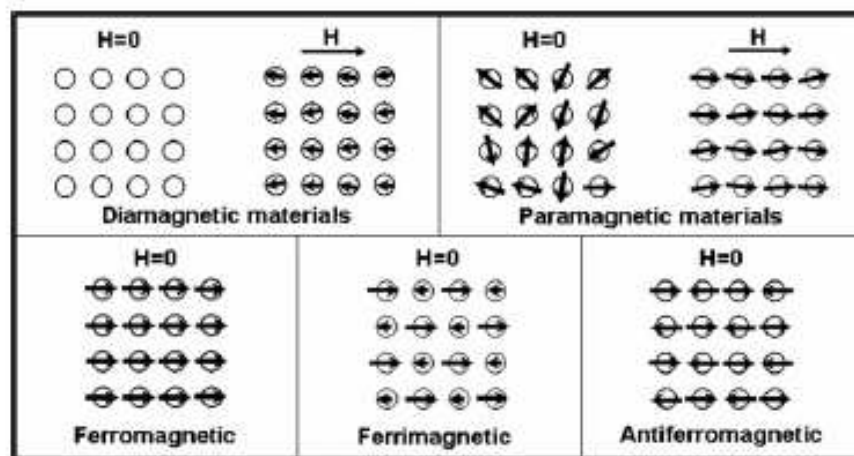 H=0
H
H=0
H
Diamagnetic materials
Paramagnetic materials
H=0
H=0
H=0
Ferromagnetic
Ferrimagnetic
Antiferromagnetic